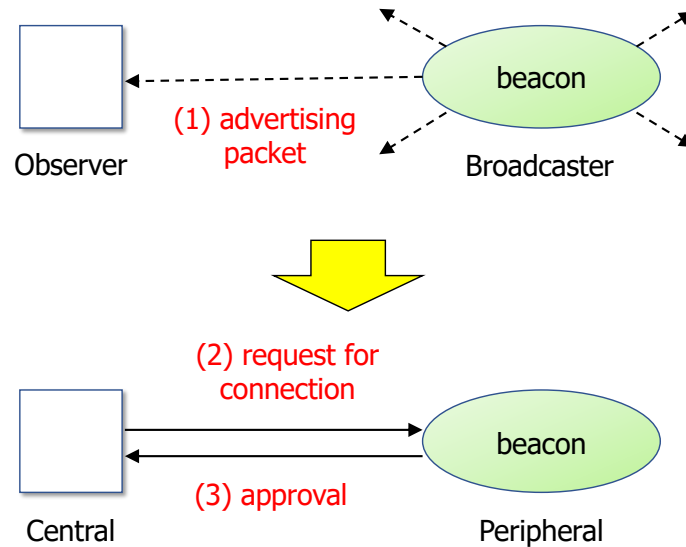 beacon
(1) advertising
packet
Observer
Broadcaster
(2) request for
connection
beacon
(3) approval
Central
Peripheral